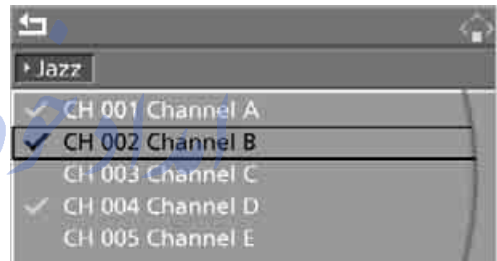 Jazz
CH 001 Channel A
CH 002 Channel B
CH 003 Channel C
CH 004 Channel D
CH 005 Channel E